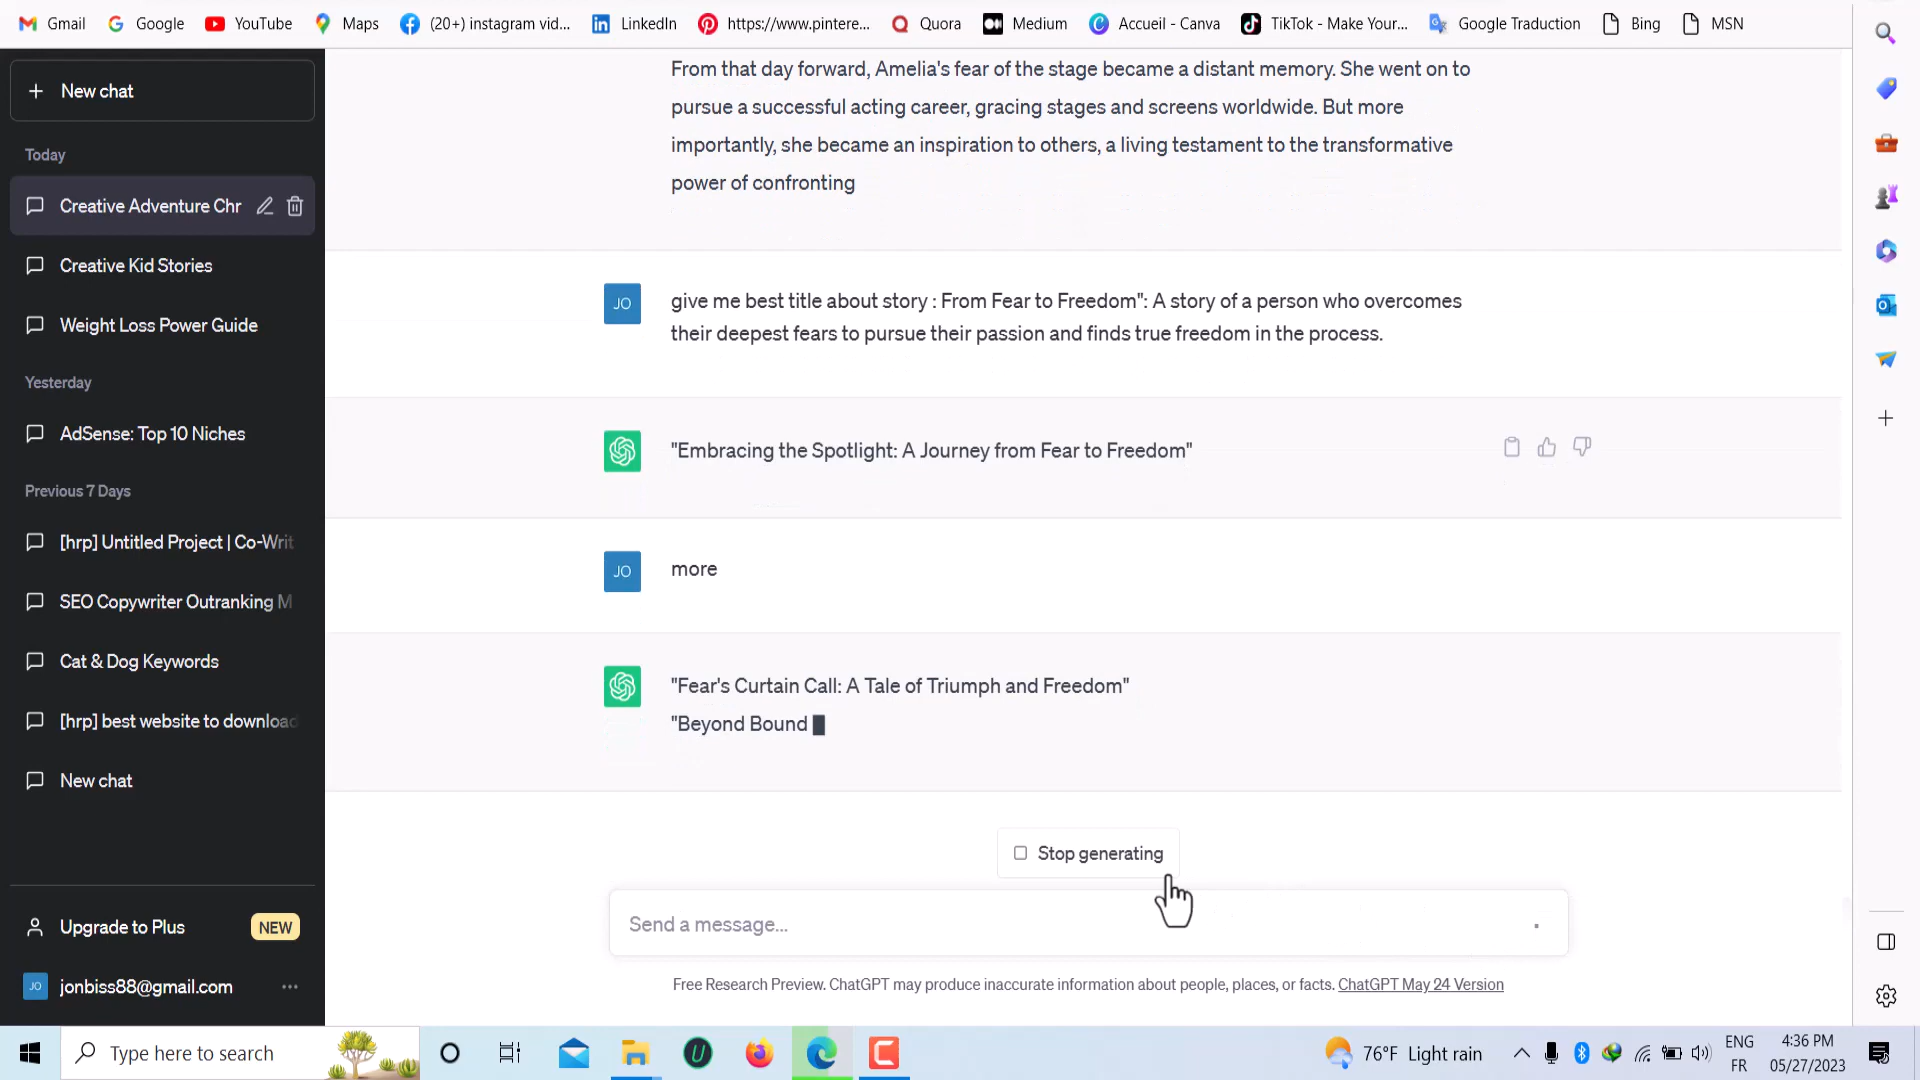 Gmail
Google
YouTube
Maps
(20+) instagram vid...
LinkedIn
https://www.pintere...
Quora
Medium
Accueil - Canva
TikTok - Make Your...
Google Traduction
Bing
MSN
New chat
Today
Creative Adventure Chr
Creative Kid Stories
Weight Loss Power Guide
Yesterday
AdSense: Top 10 Niches
Previous 7 Days
[hrp] Untitled Project | Co-Writ
SEO Copywriter Outranking M
Cat & Dog Keywords
[hrp] best website to download
New chat
Upgrade to Plus
NEW
JO
jonbiss88@gmail.com
From that day forward, Amelia's fear of the stage became a distant memory. She went on to
pursue a successful acting career, gracing stages and screens worldwide. But more
importantly, she became an inspiration to others, a living testament to the transformative
power of confronting
JO
give me best title about story : From Fear to Freedom": A story of a person who overcomes
their deepest fears to pursue their passion and finds true freedom in the process.
"Embracing the Spotlight: A Journey from Fear to Freedom"
JO
more
"Fear's Curtain Call: A Tale of Triumph and Freedom"
"Beyond Bound
Stop generating
Send a message...
Free Research Preview. ChatGPT may produce inaccurate information about people, places, or facts. ChatGPT May 24 Version
Type here to search
76°F Light rain
ENG
FR
4:36 PM
05/27/2023